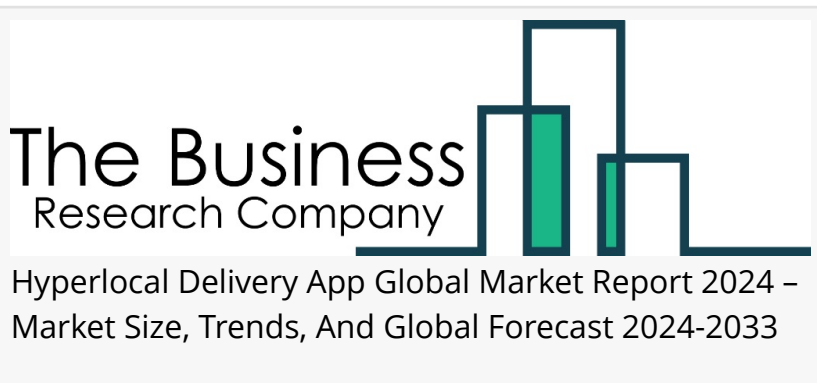 The Business
Research Company
Hyperlocal Delivery App Global Market Report 2024 –
Market Size, Trends, And Global Forecast 2024-2033